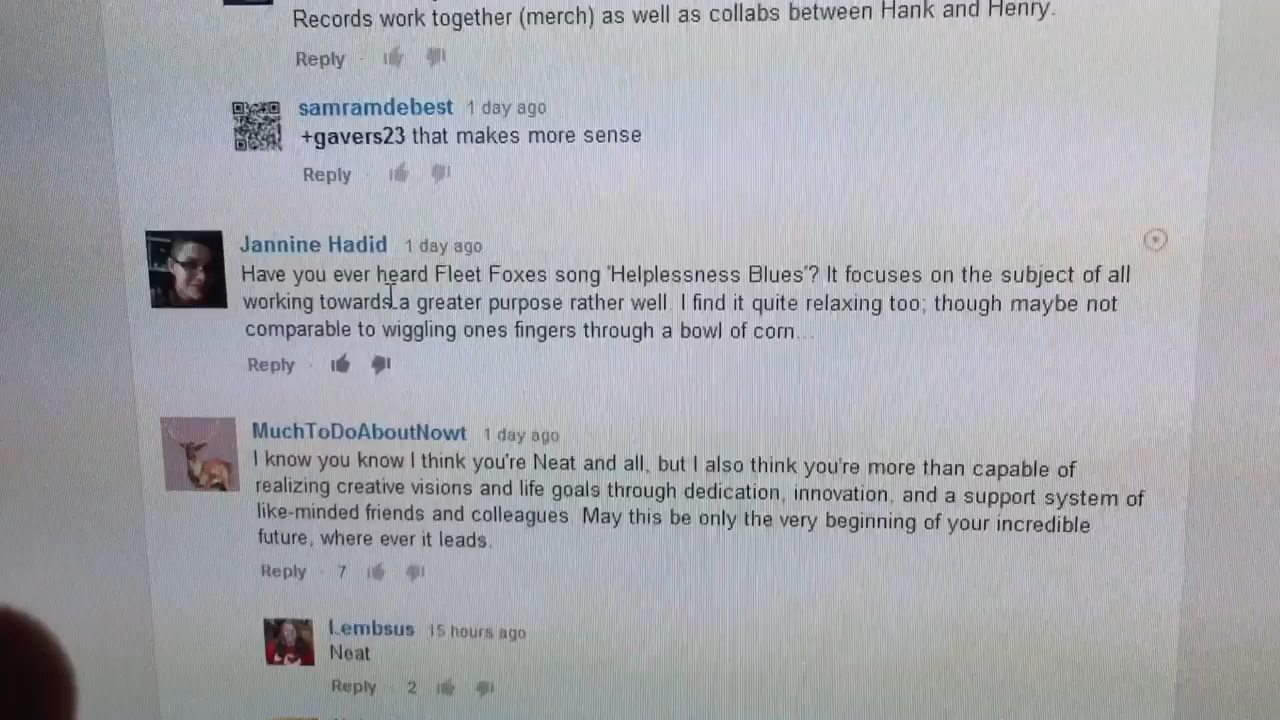 Records work together (merch) as well as collabs between Hank and Henry.
Reply
samramdebest 1 day ago
+gavers23 that makes more sense
Reply
Jannine Hadid 1 day ago
Have you ever heard Fleet Foxes song 'Helplessness Blues'? It focuses on the subject of all
working towards a greater purpose rather well. I find it quite relaxing too; though maybe not
comparable to wiggling ones fingers through a bowl of corn...
Reply
MuchToDoAboutNowt 1 day ago
I know you know I think you're Neat and all, but I also think you're more than capable of
realizing creative visions and life goals through dedication, innovation, and a support system of
like-minded friends and colleagues. May this be only the very beginning of your incredible
future, where ever it leads.
Reply · 7
Lembsus 15 hours ago
Neat
Reply · 2